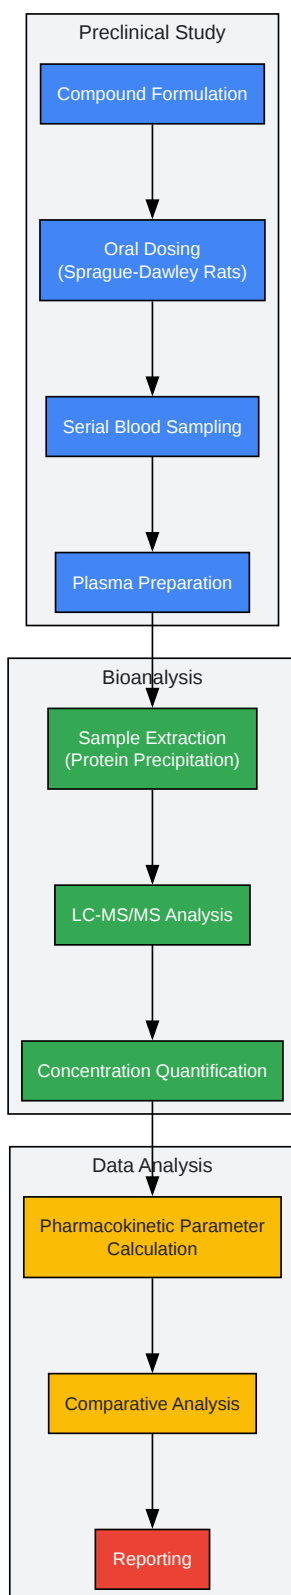 Preclinical Study
Compound Formulation
Oral Dosing
(Sprague-Dawley Rats)
Serial Blood Sampling
Plasma Preparation
Bioanalysis
Sample Extraction
(Protein Precipitation)
LC-MS/MS Analysis
Concentration Quantification
Data Analysis
Pharmacokinetic Parameter
Calculation
Comparative Analysis
Reporting